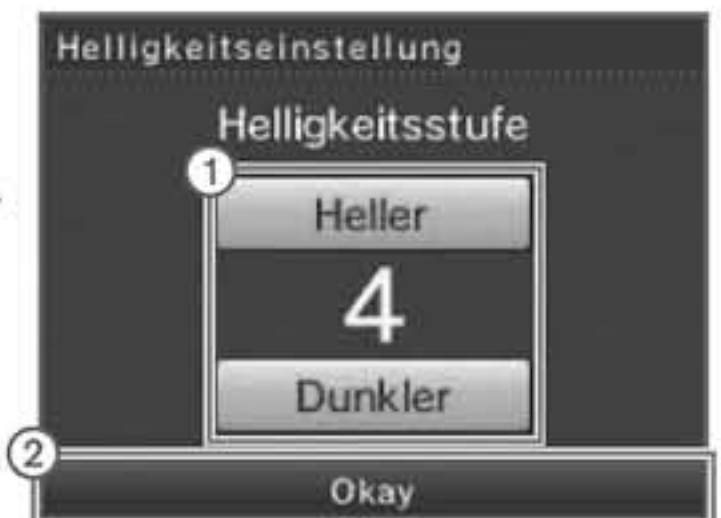 Helligkeitseinstellung
Helligkeitsstufe
1
Heller
4
Dunkler
2
Okay